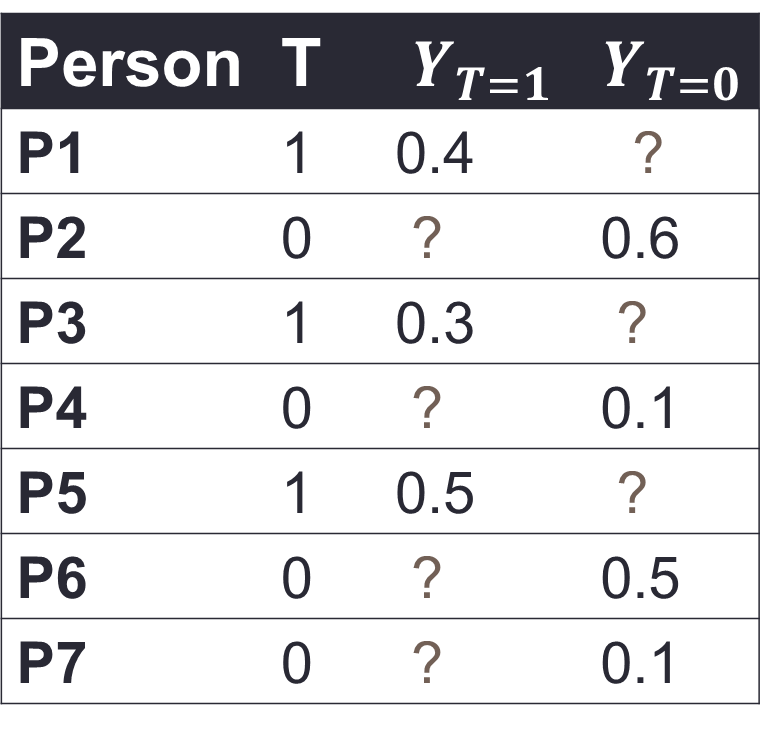 Person T Y_{T=1} Y_{T=0}
P1 1 0.4 ?
P2 0 ? 0.6
P3 1 0.3 ?
P4 0 ? 0.1
P5 1 0.5 ?
P6 0 ? 0.5
P7 0 ? 0.1